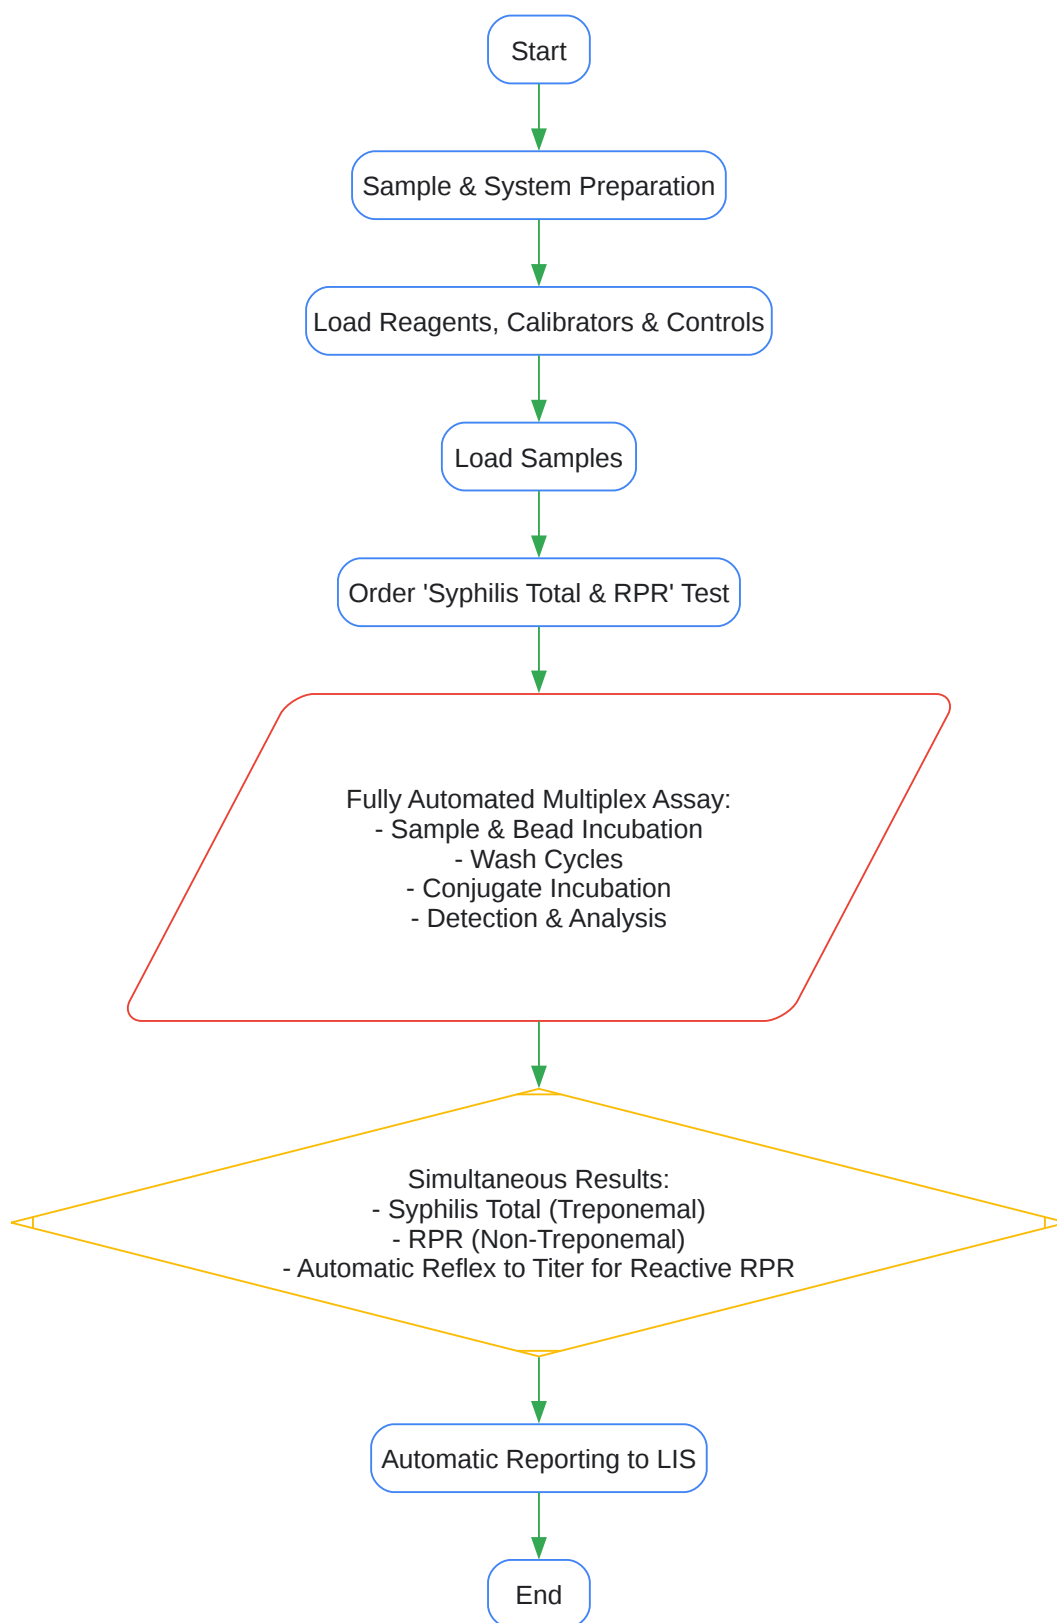 Start
Sample & System Preparation
Load Reagents, Calibrators & Controls
Load Samples
Order 'Syphilis Total & RPR' Test
Fully Automated Multiplex Assay:
- Sample & Bead Incubation
- Wash Cycles
- Conjugate Incubation
- Detection & Analysis
Simultaneous Results:
- Syphilis Total (Treponemal)
- RPR (Non-Treponemal)
- Automatic Reflex to Titer for Reactive RPR
Automatic Reporting to LIS
End